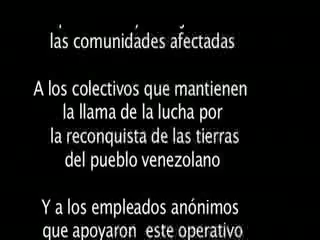 las comunidades afectadas
A los colectivos que mantienen
la llama de la lucha por
la reconquista de las tierras
del pueblo venezolano
Y a los empleados anónimos
que apoyaron este operativo